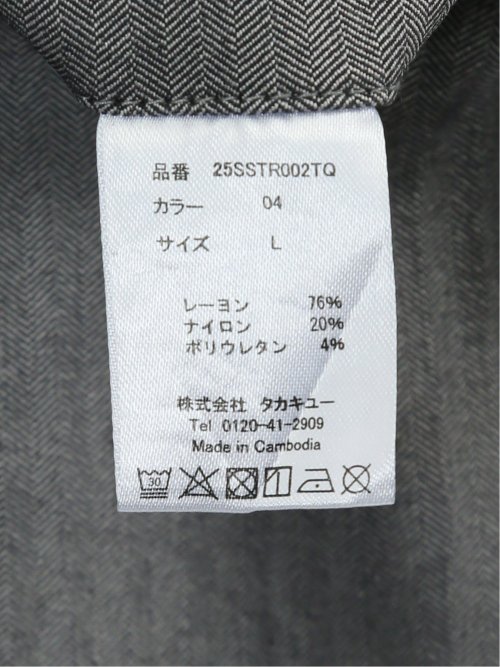 品番 25SSTR002TQ
カラー 04
サイズ L
レーヨン 76%
ナイロン 20%
ポリウレタン 4%
株式会社 タカキュー
Tel 0120-41-2909
Made in Cambodia
30